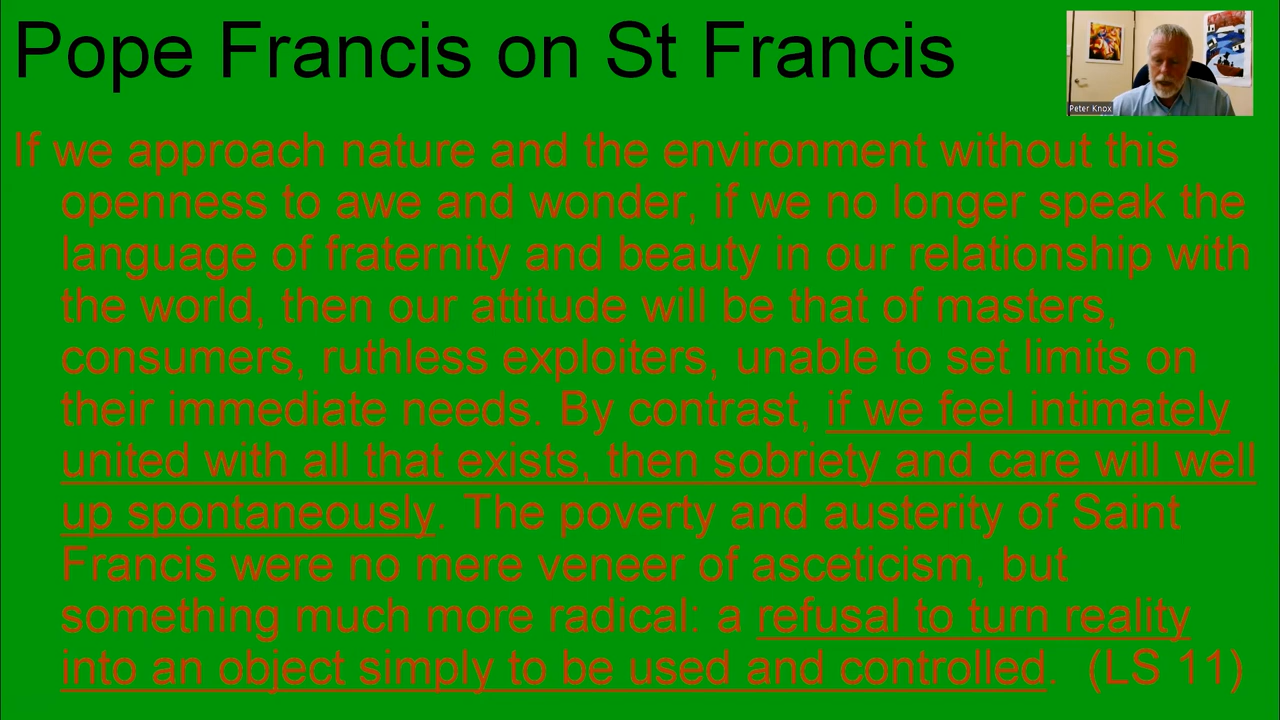 Pope Francis on St Francis
Peter Knox
If we approach nature and the environment without this
openness to awe and wonder, if we no longer speak the
language of fraternity and beauty in our relationship with
the world, then our attitude will be that of masters,
consumers, ruthless exploiters, unable to set limits on
their immediate needs. By contrast, if we feel intimately
united with all that exists, then sobriety and care will well
up spontaneously. The poverty and austerity of Saint
Francis were no mere veneer of asceticism, but
something much more radical: a refusal to turn reality
into an object simply to be used and controlled. (LS 11)